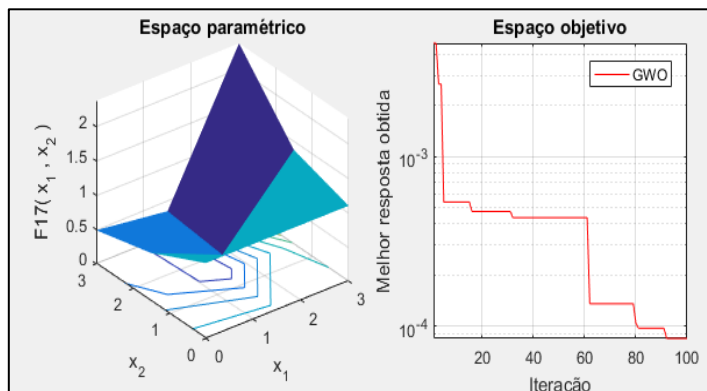 Espaço paramétrico
F17( x1 , x2 )
2
1.5
1
0.5
0
3
2
1
0
x2
0
1
2
3
x1
Espaço objetivo
GWO
Melhor resposta obtida
10-3
10-4
20
40
60
80
100
Iteração